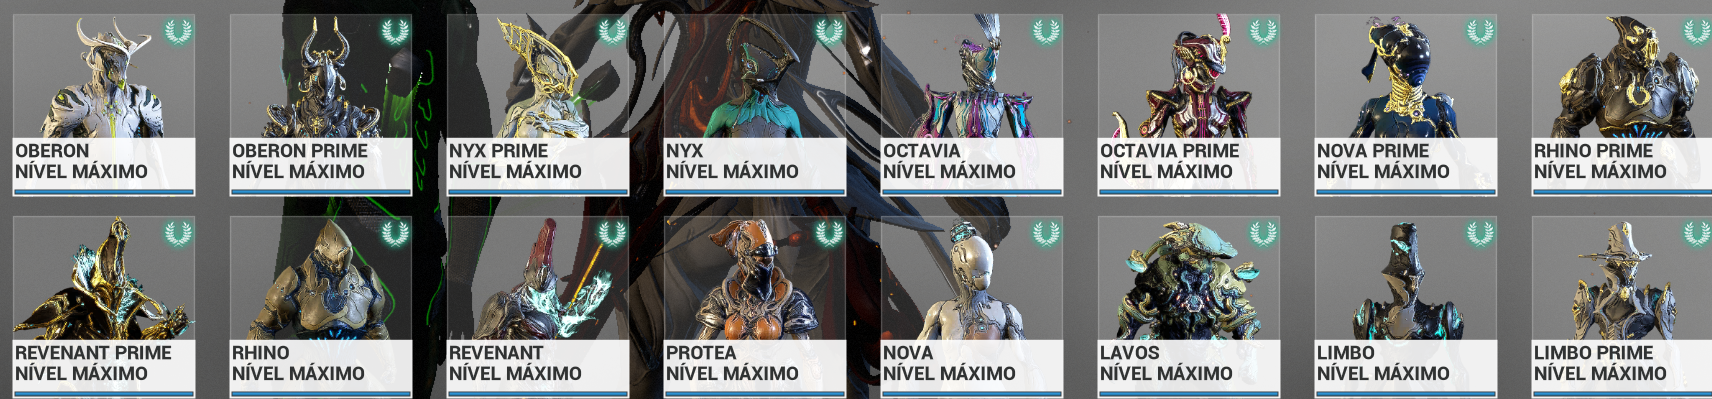 OBERON
NÍVEL MÁXIMO
OBERON PRIME
NÍVEL MÁXIMO
NYX PRIME
NÍVEL MÁXIMO
NYX
NÍVEL MÁXIMO
OCTAVIA
NÍVEL MÁXIMO
OCTAVIA PRIME
NÍVEL MÁXIMO
NOVA PRIME
NÍVEL MÁXIMO
RHINO PRIME
NÍVEL MÁXIMO
REVENANT PRIME
NÍVEL MÁXIMO
RHINO
NÍVEL MÁXIMO
REVENANT
NÍVEL MÁXIMO
PROTEA
NÍVEL MÁXIMO
NOVA
NÍVEL MÁXIMO
LAVOS
NÍVEL MÁXIMO
LIMBO
NÍVEL MÁXIMO
LIMBO PRIME
NÍVEL MÁXIMO